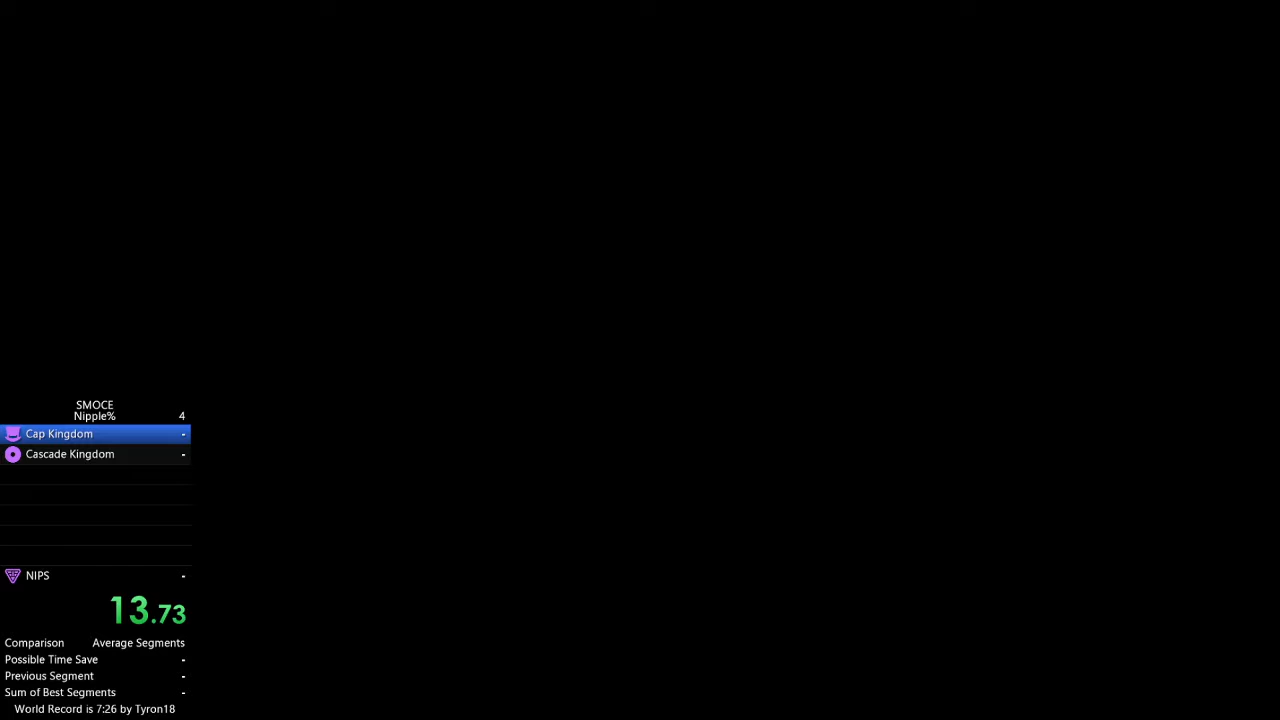 SMOCE
Nipple% 4
Cap Kingdom -
Cascade Kingdom -
NIPS -
13.73
Comparison Average Segments
Possible Time Save -
Previous Segment -
Sum of Best Segments -
World Record is 7:26 by Tyron18